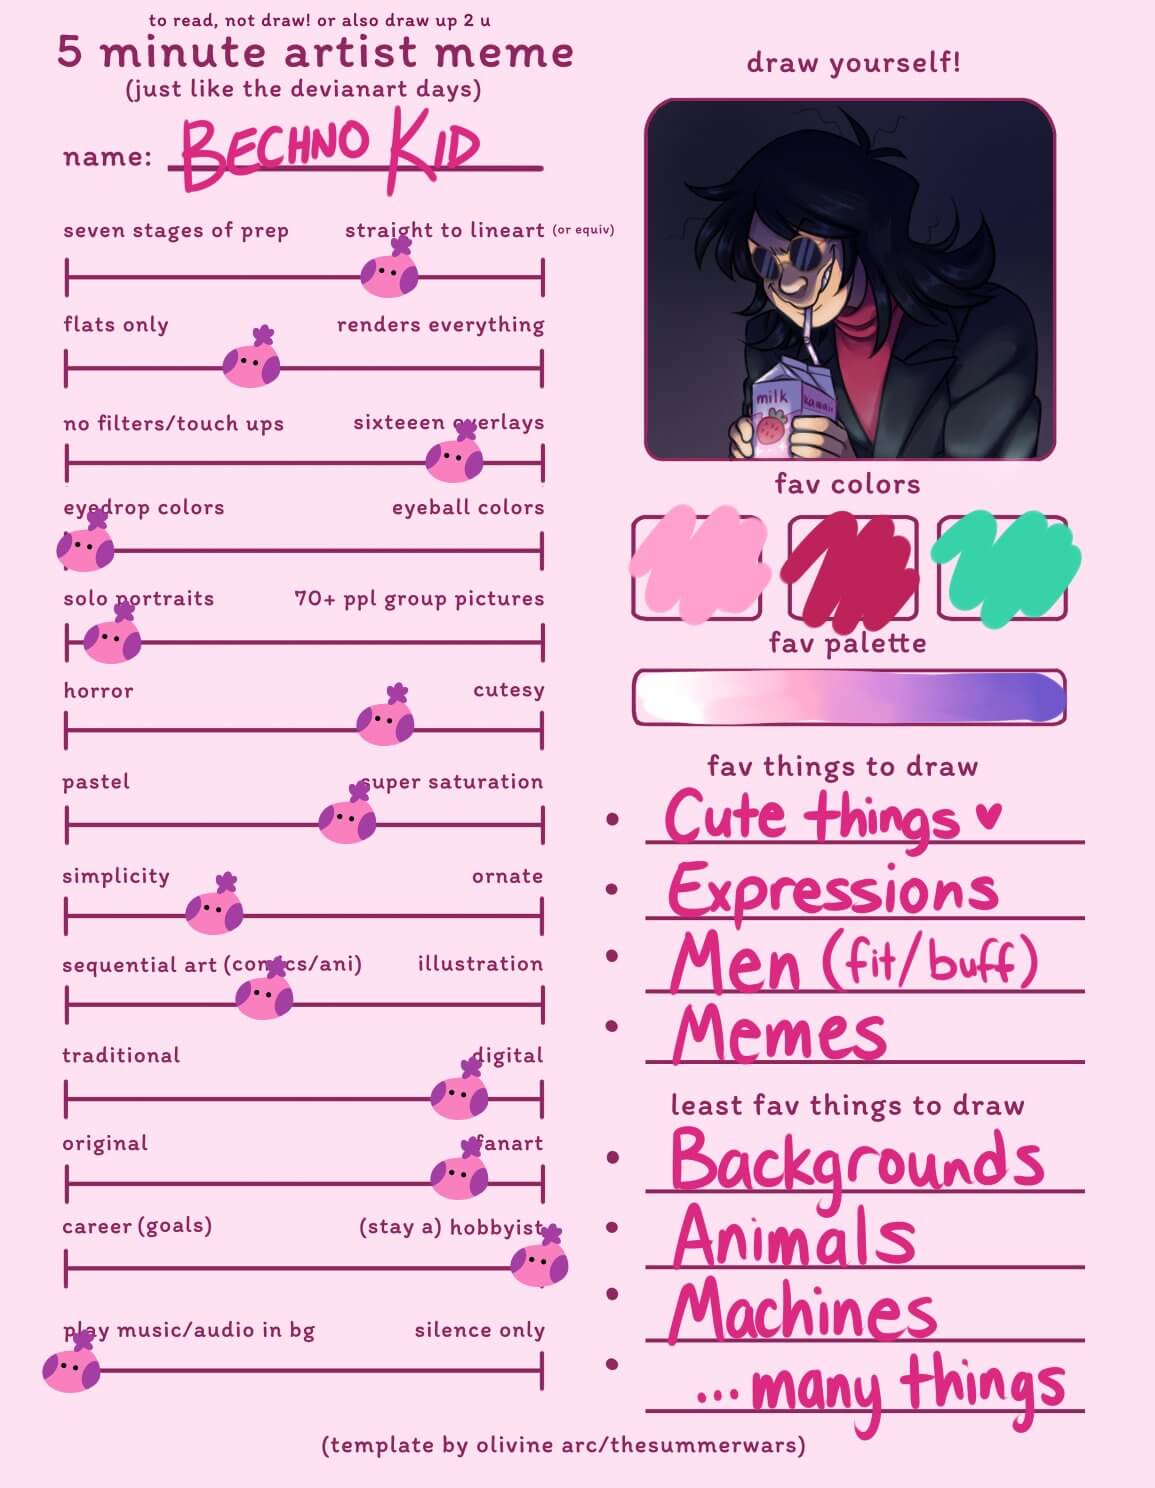 to read, not draw! or also draw up 2 u
5 minute artist meme
(just like the devianart days)
name: BECHNO KID
seven stages of prep straight to lineart (or equiv)
flats only renders everything
no filters/touch ups sixteeen overlays
eyedrop colors eyeball colors
solo portraits 70+ ppl group pictures
horror cutesy
pastel super saturation
simplicity ornate
sequential art (comics/ani) illustration
traditional digital
original fanart
career (goals) (stay a) hobbyist
play music/audio in bg silence only
draw yourself!
milk kawaii
fav colors
fav palette
fav things to draw
• Cute things ♥
• Expressions
• Men (fit/buff)
• Memes
least fav things to draw
• Backgrounds
• Animals
• Machines
• ...many things
(template by olivine arc/thesummerwars)